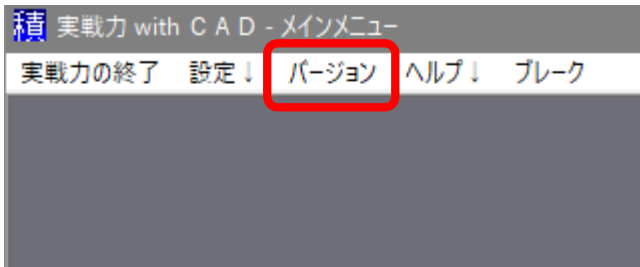 積 実戦力 with ＣＡＤ - メインメニュー
実戦力の終了 設定↓ バージョン ヘルプ↓ ブレーク